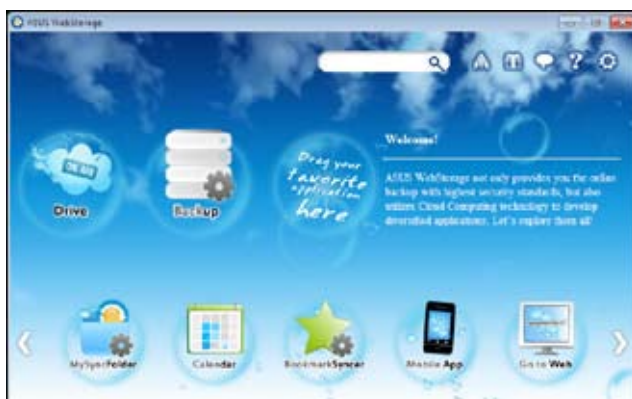 ASUS WebStorage
Welcome!
Drag your
favorite
application
here
ASUS WebStorage not only provides you the online
backup with highest security standards, but also
utilizes Cloud Computing technology to develop
diversified applications. Let's explore them all!
Drive
Backup
MySyncFolder
Calendar
BookmarkSyncer
Mobile App
Go to Web